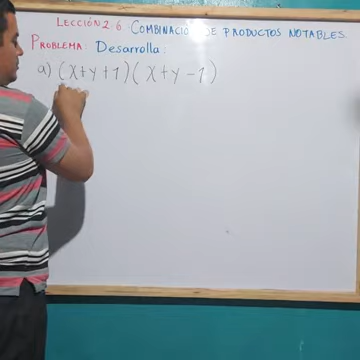 LECCIÓN 2.6 COMBINACIÓN DE PRODUCTOS NOTABLES.
PROBLEMA: Desarrolla:
a) (x+y+1)(x+y-1)